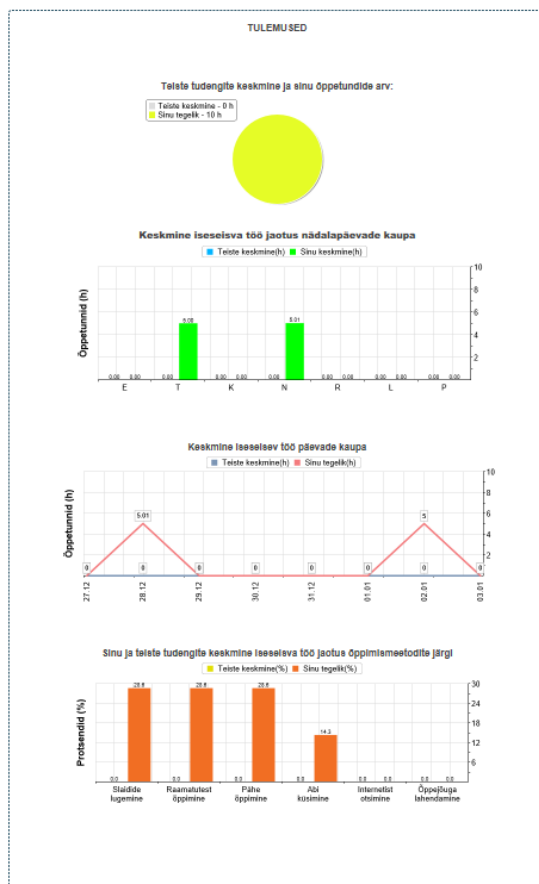 TULEMUSED
Teiste tudengite keskmine ja sinu õppetundide arv:
Teiste keskmine - 0 h
Sinu tegelik - 10 h
Keskmine iseseisva töö jaotus nädalapäevade kaupa
Teiste keskmine(h) Sinu keskmine(h)
Õppetunnid (h)
10
8
6
4
2
5.00 5.01
0.00 0.00 0.00 0.00 0.00 0.00 0.00 0.00 0.00 0.00 0.00 0.00
E T K N R L P
Keskmine iseseisev töö päevade kaupa
Teiste keskmine(h) Sinu tegelik(h)
Õppetunnid (h)
10
8
6
4
2
5.01 5
0 0 0 0 0 0 0 0
27.12 28.12 29.12 30.12 31.12 01.01 02.01 03.01
Sinu ja teiste tudengite keskmine iseseisva töö jaotus õppimismeetodite järgi
Teiste keskmine(%) Sinu tegelik(%)
Protsendid (%)
30
24
18
12
6
28.6 28.6 28.6 14.3
0.0 0.0 0.0 0.0 0.0 0.0 0.0 0.0
Slaidide Raamatutest Pähe Abi Internetist Õppejõuga
lugemine õppimine õppimine küsimine otsimine lahendamine